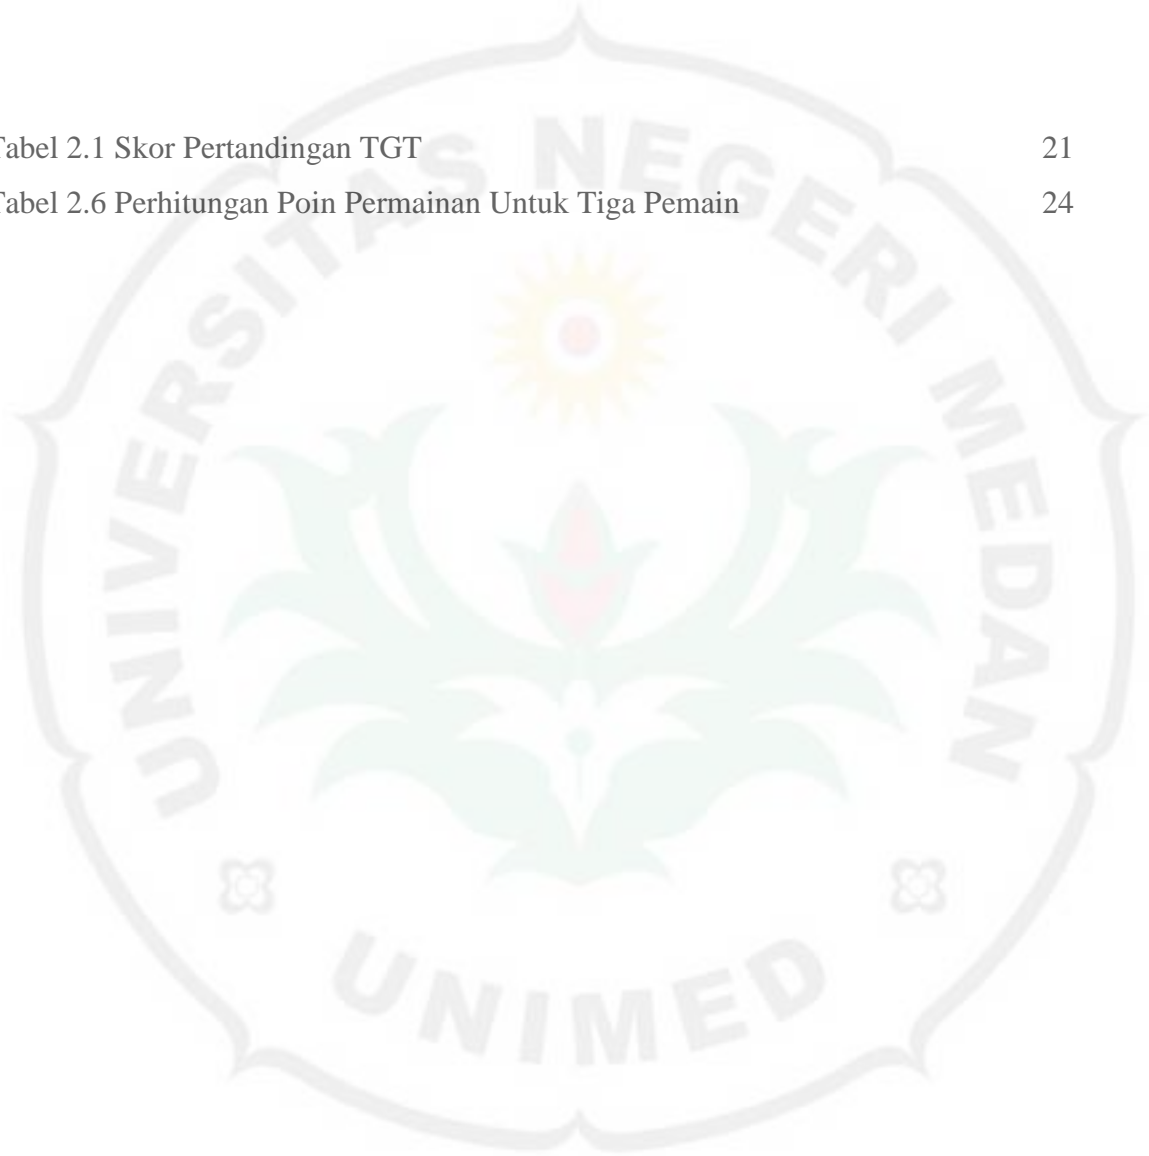 Tabel 2.1 Skor Pertandingan TGT 21
Tabel 2.6 Perhitungan Poin Permainan Untuk Tiga Pemain 24
UNIVERSITAS NEGERI MEDAN
UNIMED